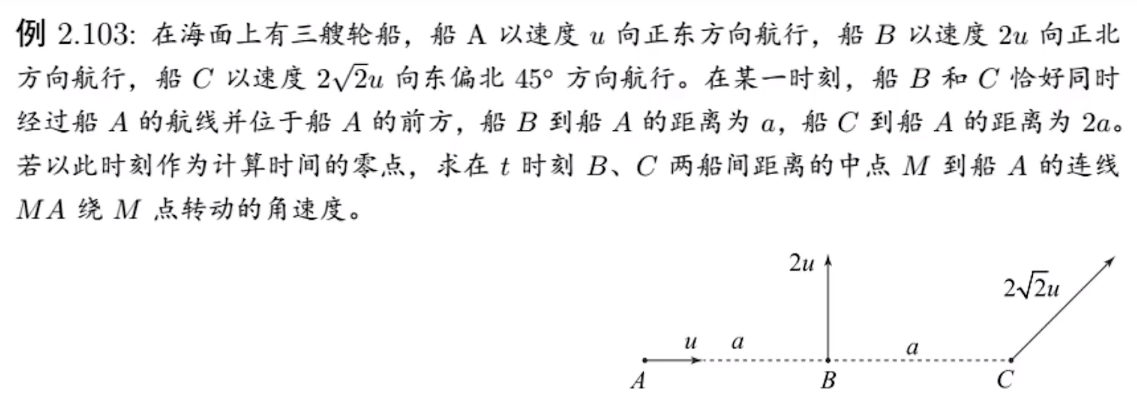 例 2.103: 在海面上有三艘轮船，船 A 以速度 u 向正东方向航行，船 B 以速度 2u 向正北
方向航行，船 C 以速度 2√2u 向东偏北 45° 方向航行。在某一时刻，船 B 和 C 恰好同时
经过船 A 的航线并位于船 A 的前方，船 B 到船 A 的距离为 a，船 C 到船 A 的距离为 2a。
若以此时刻作为计算时间的零点，求在 t 时刻 B、C 两船间距离的中点 M 到船 A 的连线
MA 绕 M 点转动的角速度。
2u
2√2u
u a a
A B C